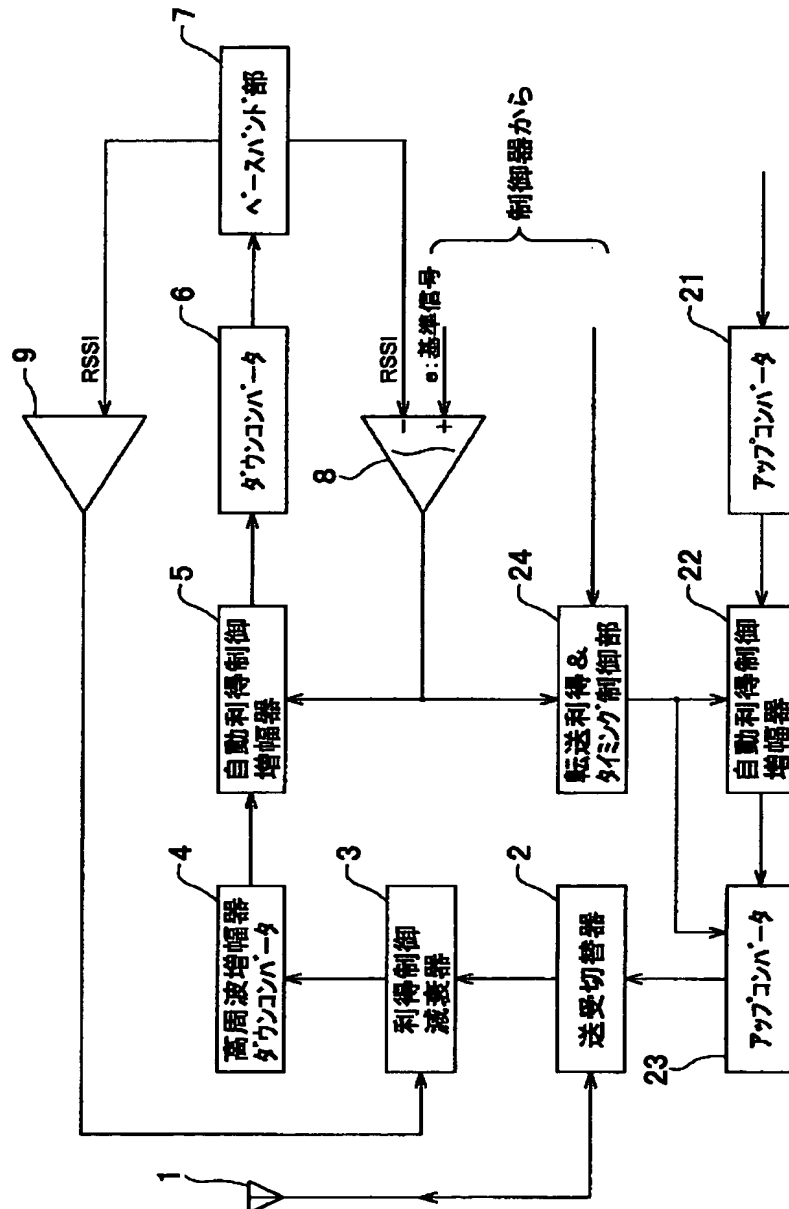 1
9
RSSI
4
高周波増幅器
ダウンコンバータ
5
自動利得制御
増幅器
6
ダウンコンバータ
7
ベースバンド部
3
利得制御
減衰器
8
RSSI
−
+
e:基準信号
制御器から
2
送受切替器
24
転送利得&
タイミング制御部
23
アップコンバータ
22
自動利得制御
増幅器
21
アップコンバータ